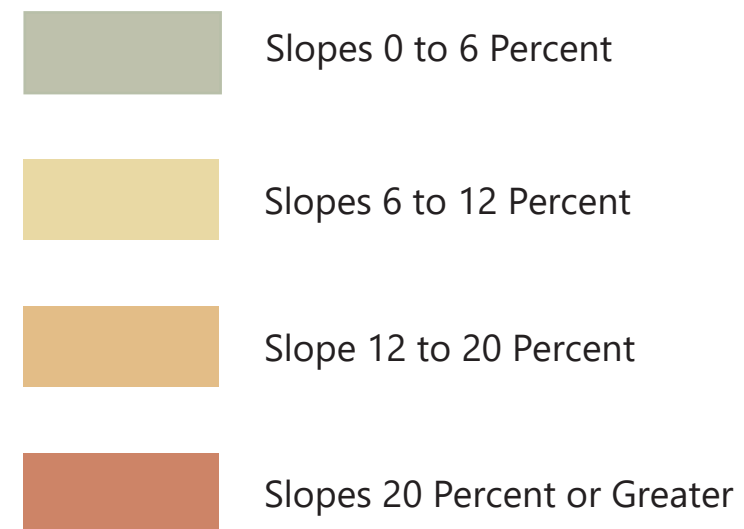 Slopes 0 to 6 Percent
Slopes 6 to 12 Percent
Slope 12 to 20 Percent
Slopes 20 Percent or Greater